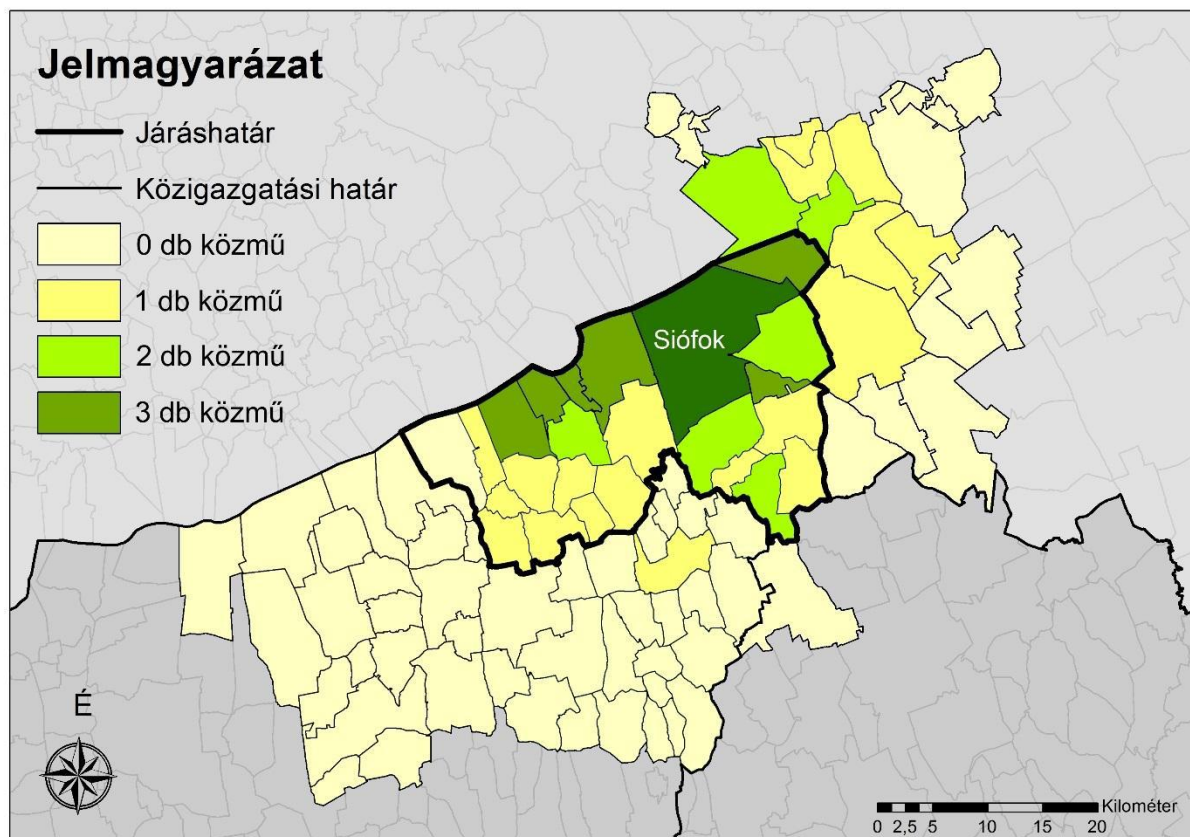 Jelmagyarázat
Járáshatár
Közigazgatási határ
0 db közmű
1 db közmű
2 db közmű
3 db közmű
Siófok
É
Kilométer
0 2,5 5 10 15 20